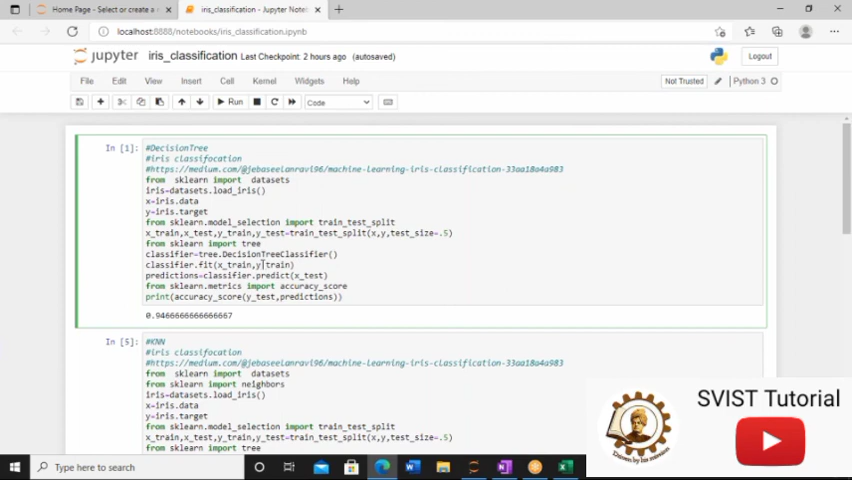 Home Page - Select or create a
iris_classification - Jupyter Note
localhost:8888/notebooks/iris_classification.ipynb
jupyter iris_classification Last Checkpoint: 2 hours ago (autosaved)
Logout
File Edit View Insert Cell Kernel Widgets Help
Not Trusted
Python 3
Run
Code
In [1]:
#DecisionTree
#iris classifocation
#https://medium.com/@jebaseelanravi96/machine-learning-iris-classification-33aa18a4a983
from sklearn import datasets
iris=datasets.load_iris()
x=iris.data
y=iris.target
from sklearn.model_selection import train_test_split
x_train,x_test,y_train,y_test=train_test_split(x,y,test_size=.5)
from sklearn import tree
classifier=tree.DecisionTreeClassifier()
classifier.fit(x_train,y_train)
predictions=classifier.predict(x_test)
from sklearn.metrics import accuracy_score
print(accuracy_score(y_test,predictions))
0.9466666666666667
In [5]:
#KNN
#iris classifocation
#https://medium.com/@jebaseelanravi96/machine-learning-iris-classification-33aa18a4a983
from sklearn import datasets
from sklearn import neighbors
iris=datasets.load_iris()
x=iris.data
y=iris.target
from sklearn.model_selection import train_test_split
x_train,x_test,y_train,y_test=train_test_split(x,y,test_size=.5)
from sklearn import tree
SVIST Tutorial
Driven by his mission
Type here to search